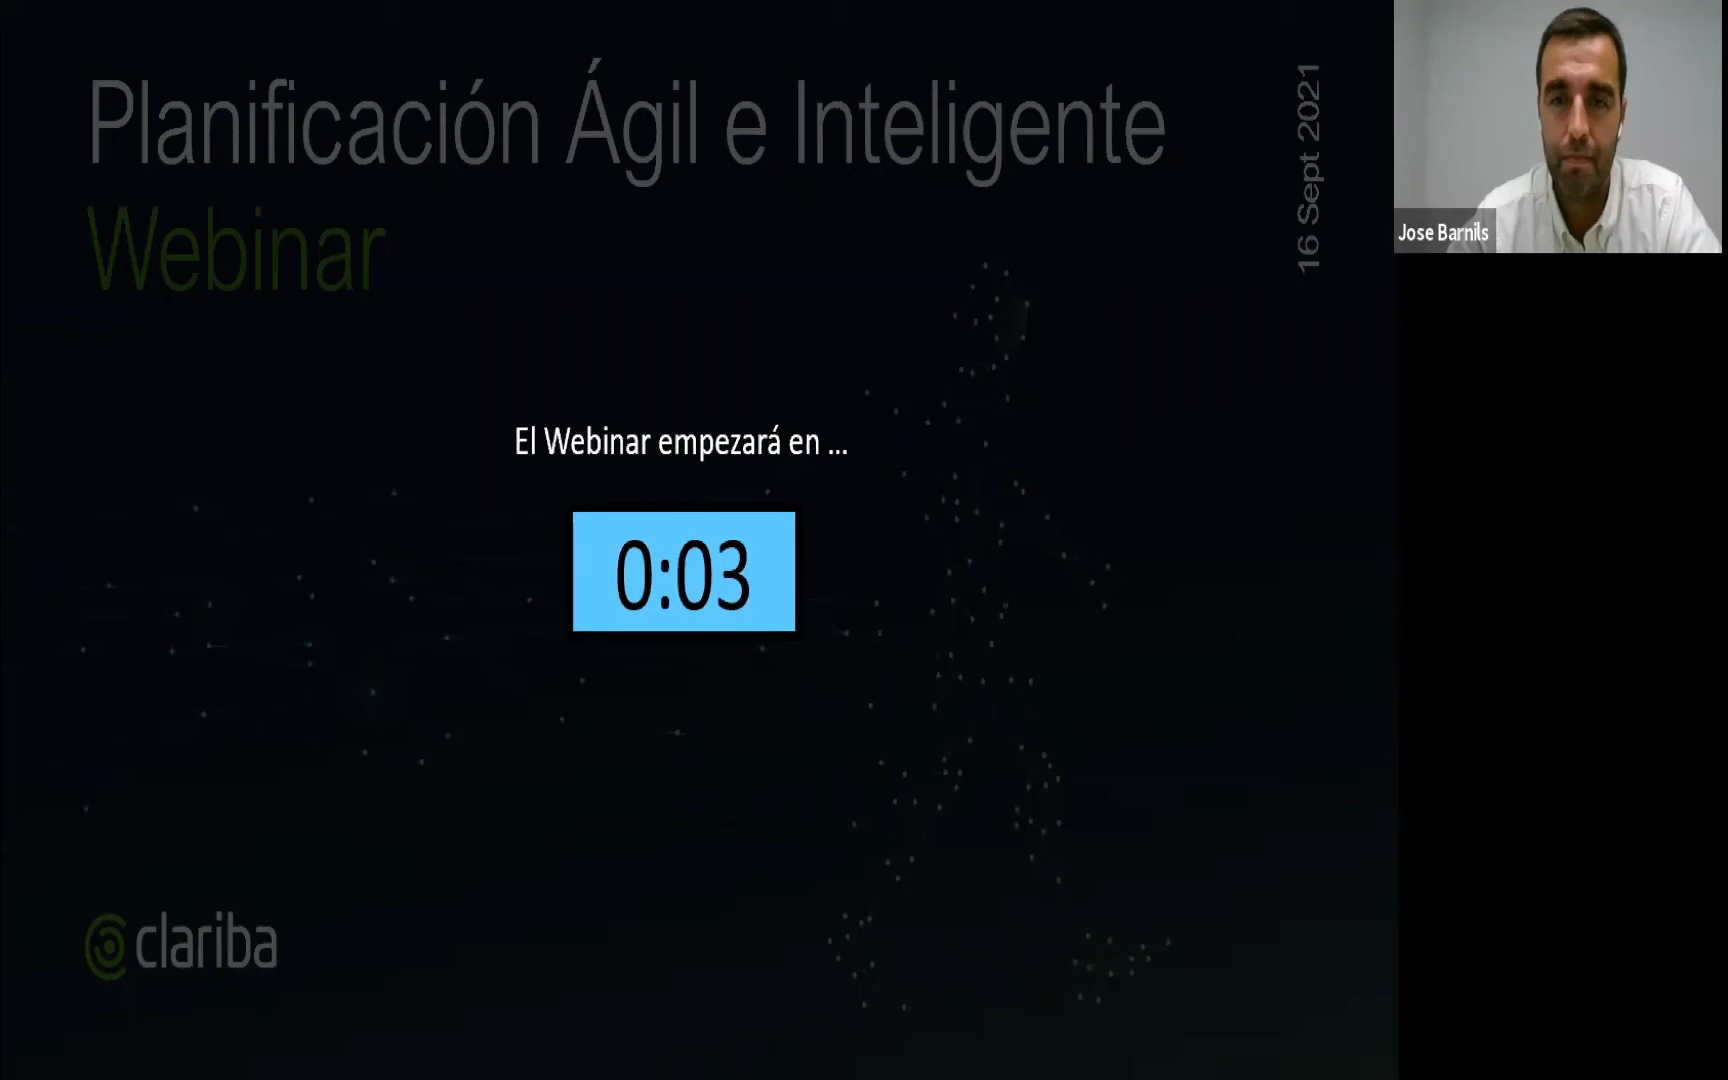 Planificación Ágil e Inteligente
Webinar
16 Sept 2021
Jose Barnils
El Webinar empezará en ...
0:03
clariba